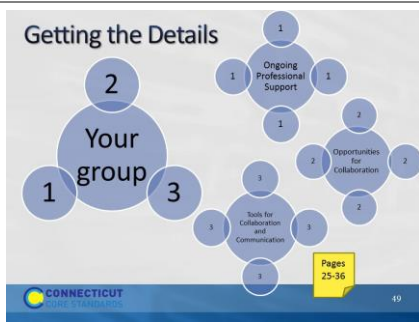 Getting the Details
2
Your
group
1
3
1
1
Ongoing
Professional
Support
1
1
2
2
Opportunities
for
Collaboration
2
2
3
3
Tools for
Collaboration
and
Communication
3
3
Pages
25-36
CONNECTICUT
CORE STANDARDS
49